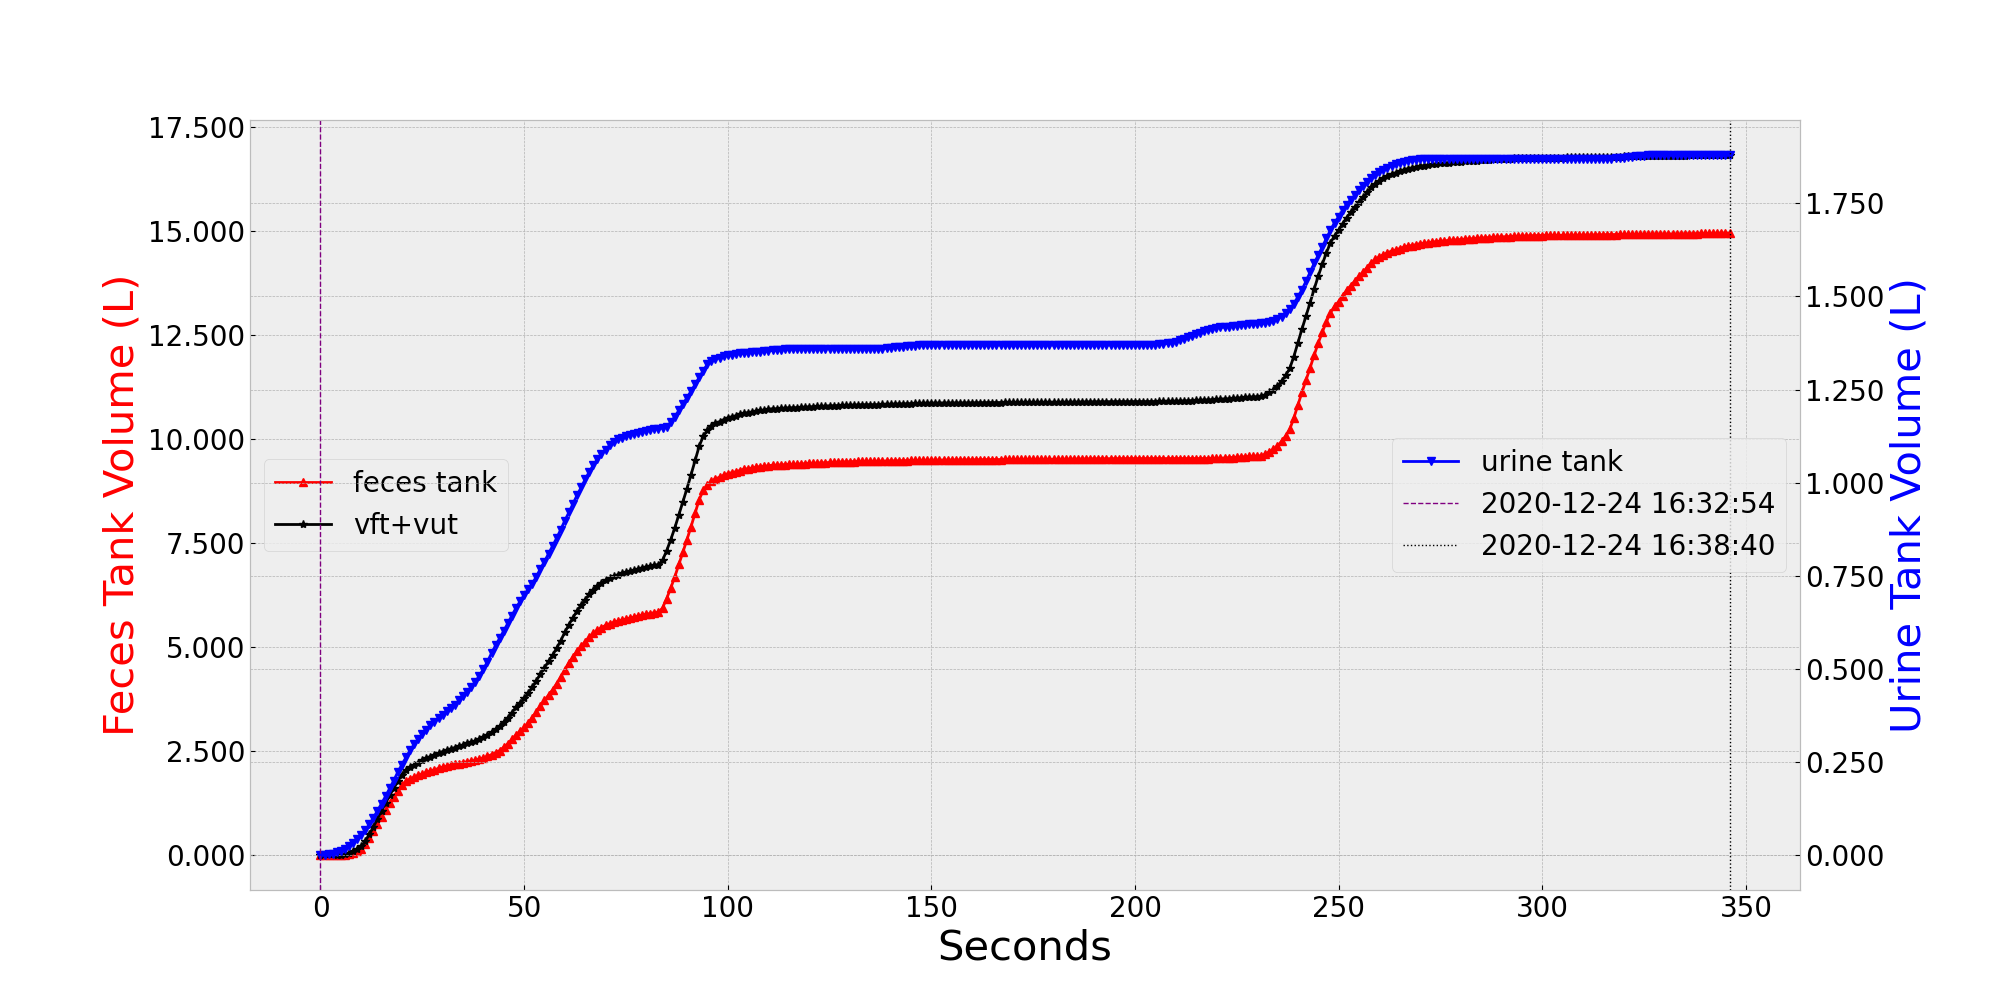 17.500
15.000
12.500
10.000
7.500
5.000
2.500
0.000
Feces Tank Volume (L)
feces tank
vft+vut
urine tank
2020-12-24 16:32:54
2020-12-24 16:38:40
1.750
1.500
1.250
1.000
0.750
0.500
0.250
0.000
Urine Tank Volume (L)
0 50 100 150 200 250 300 350
Seconds